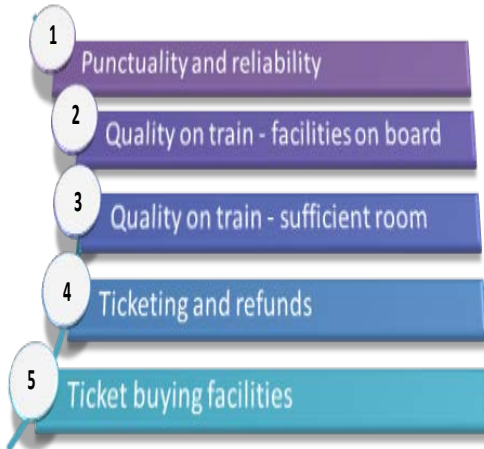 1
Punctuality and reliability
2
Quality on train - facilities on board
3
Quality on train - sufficient room
4
Ticketing and refunds
5
Ticket buying facilities